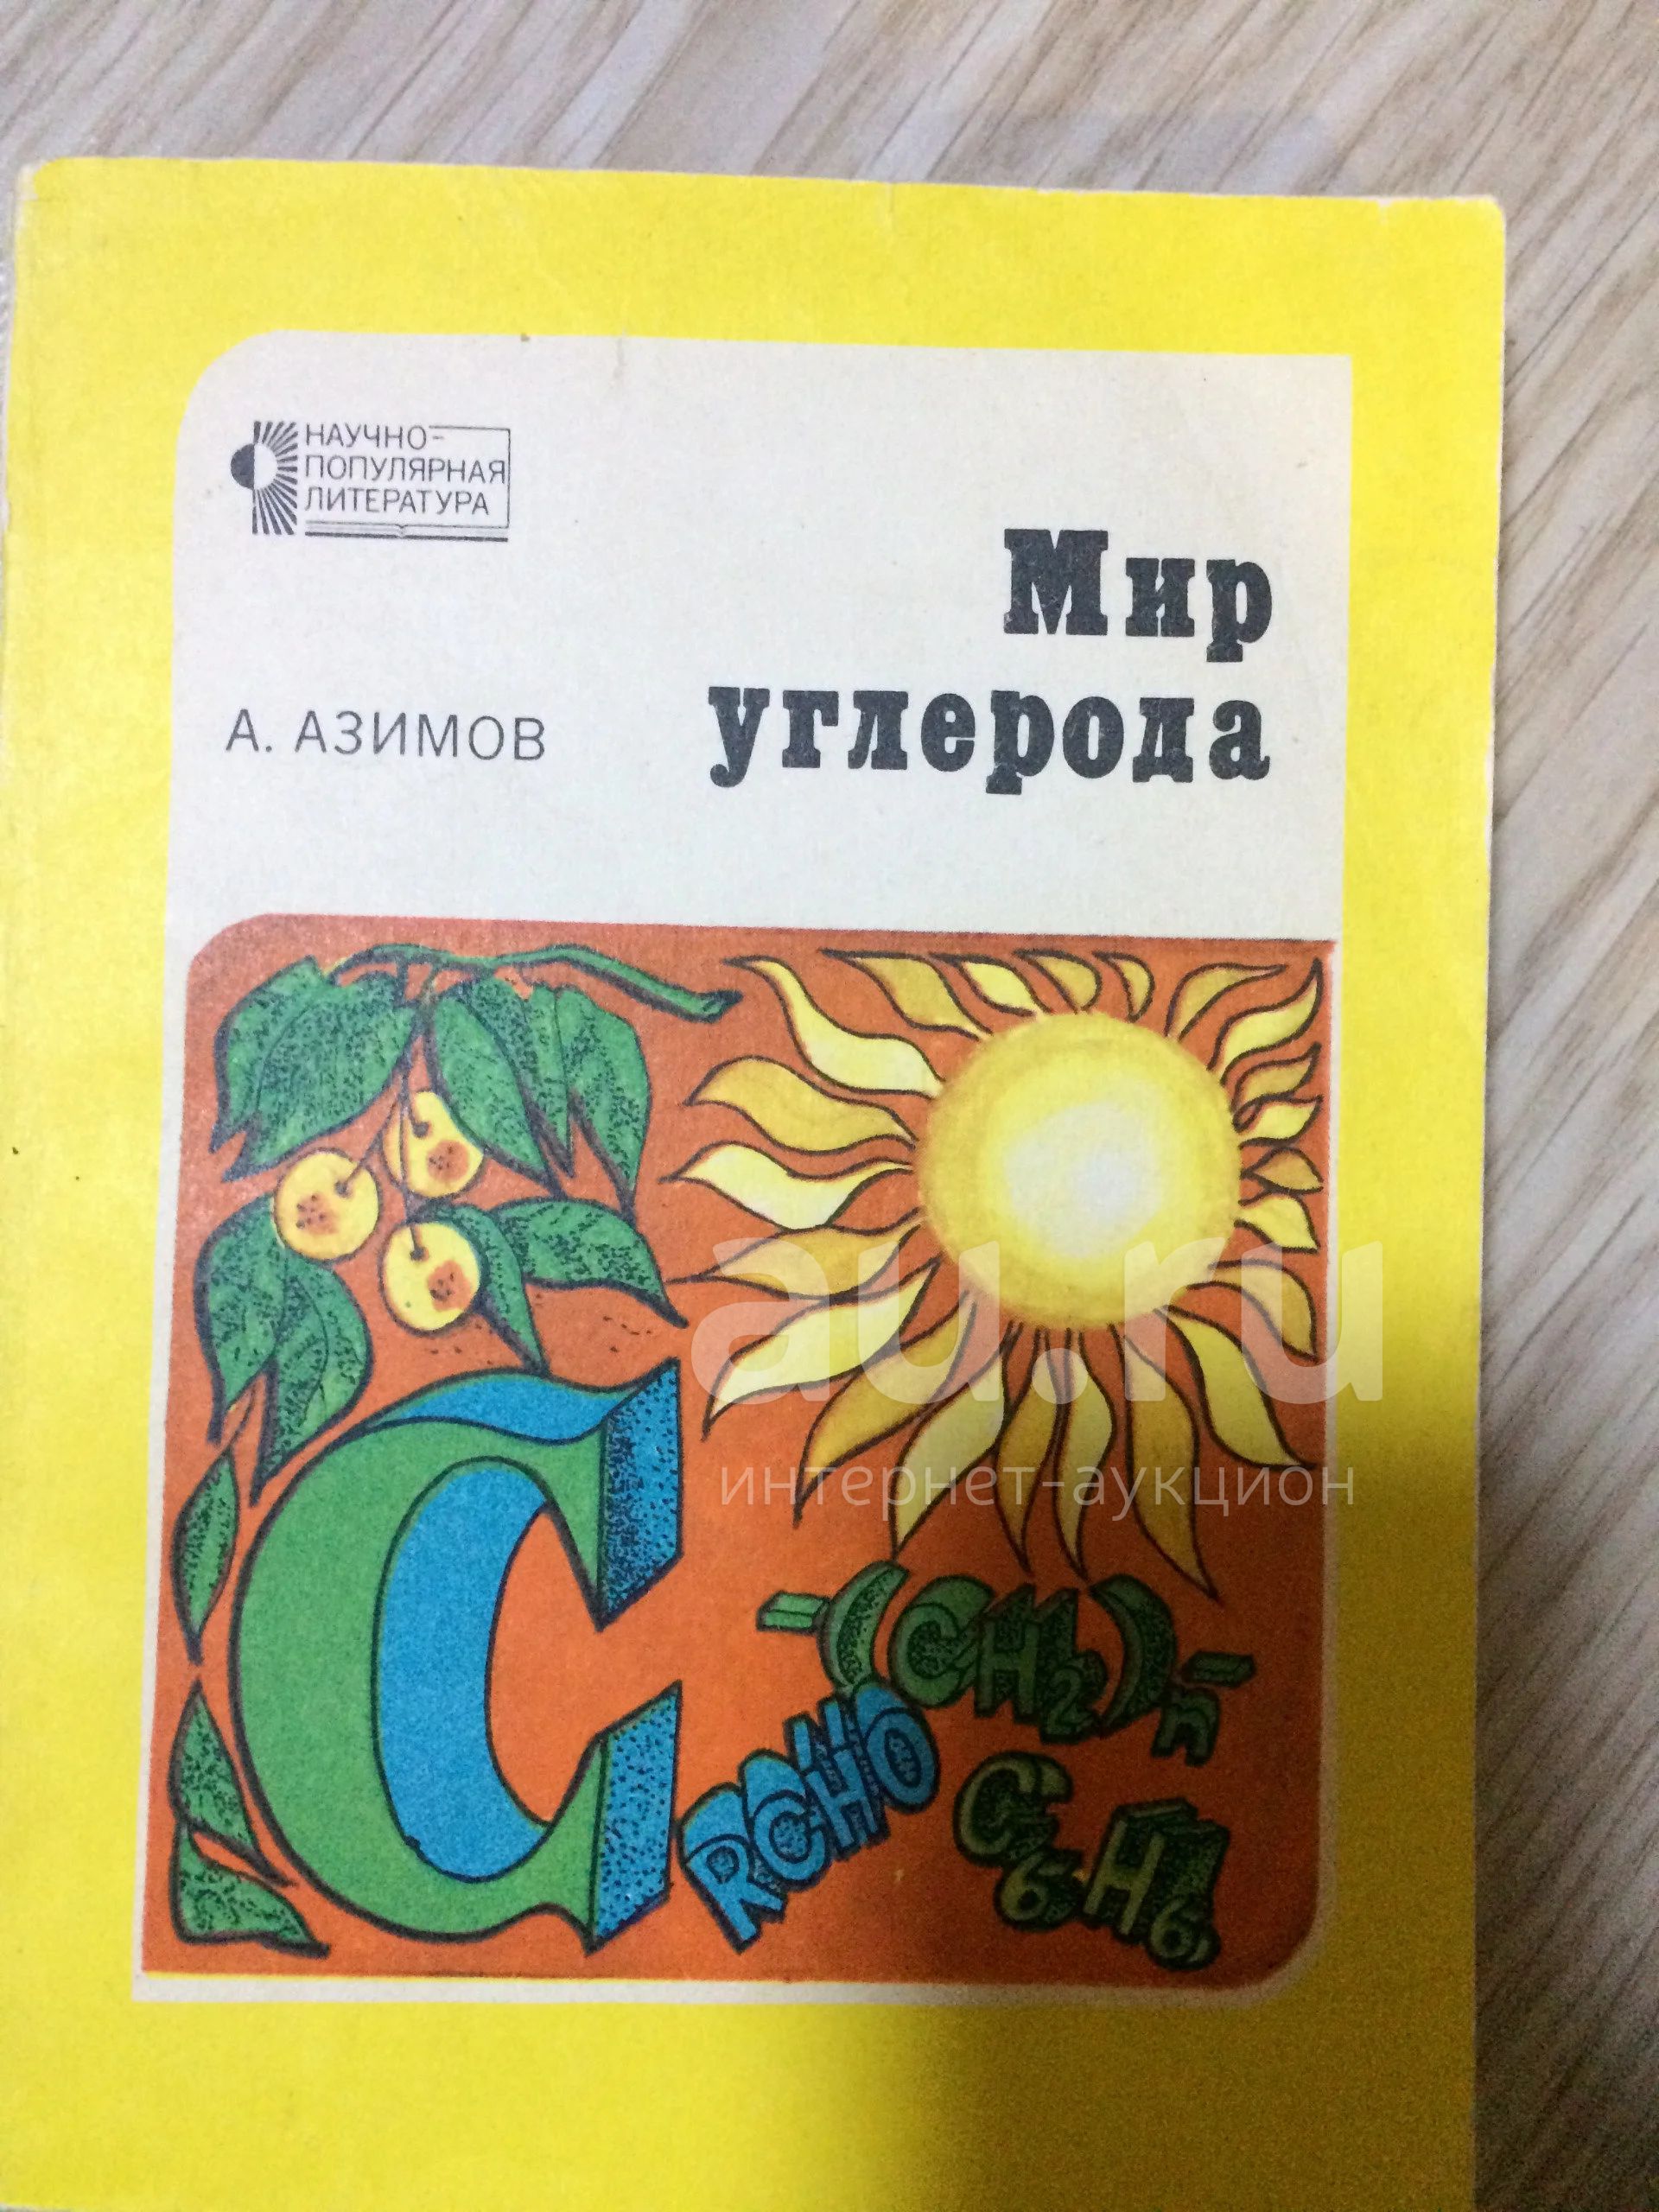 НАУЧНО-
ПОПУЛЯРНАЯ
ЛИТЕРАТУРА
Мир
А. АЗИМОВ
углерода
au.ru
интернет-аукцион
C
-(CH₂)n-
RCHO
C₆H₆